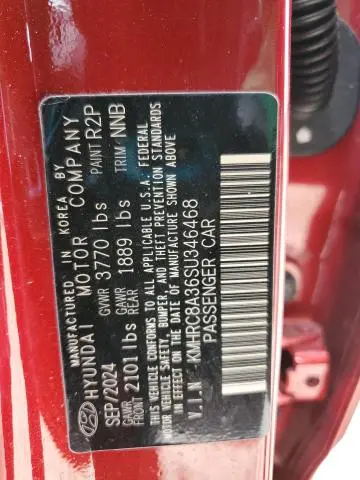 MANUFACTURED IN KOREA BY
HYUNDAI MOTOR COMPANY
SEP/2024 GVWR 3770 lbs PAINT R2P
GAWR FRONT 2101 lbs GAWR REAR 1889 lbs TRIM NNB
THIS VEHICLE CONFORMS TO ALL APPLICABLE U.S.A. FEDERAL
MOTOR VEHICLE SAFETY, BUMPER, AND THEFT PREVENTION STANDARDS
IN EFFECT ON THE DATE OF MANUFACTURE SHOWN ABOVE.
V.I.N KMHRC8A36SU346468
PASSENGER CAR